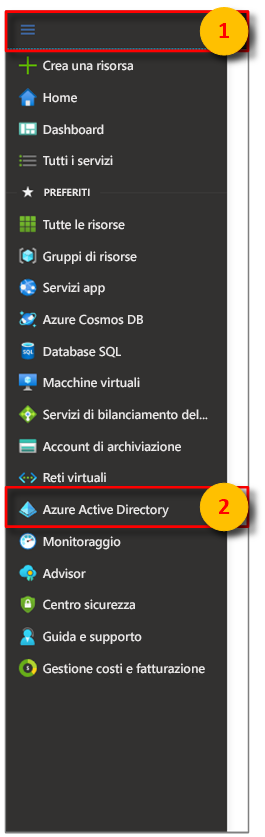 1
Crea una risorsa
Home
Dashboard
Tutti i servizi
PREFERITI
Tutte le risorse
Gruppi di risorse
Servizi app
Azure Cosmos DB
SQL
Database SQL
Macchine virtuali
Servizi di bilanciamento del...
Account di archiviazione
Reti virtuali
Azure Active Directory
2
Monitoraggio
Advisor
Centro sicurezza
Guida e supporto
Gestione costi e fatturazione